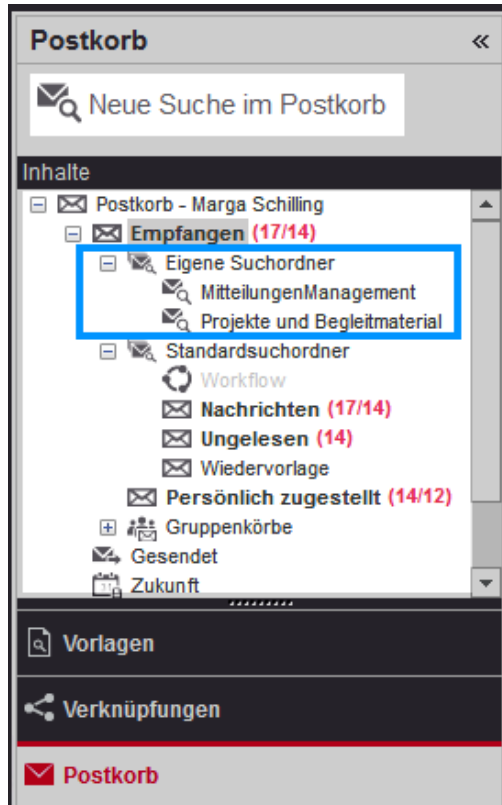 Postkorb «
Neue Suche im Postkorb
Inhalte
Postkorb - Marga Schilling
Empfangen (17/14)
Eigene Suchordner
MitteilungenManagement
Projekte und Begleitmaterial
Standardsuchordner
Workflow
Nachrichten (17/14)
Ungelesen (14)
Wiedervorlage
Persönlich zugestellt (14/12)
Gruppenkörbe
Gesendet
Zukunft
Vorlagen
Verknüpfungen
Postkorb